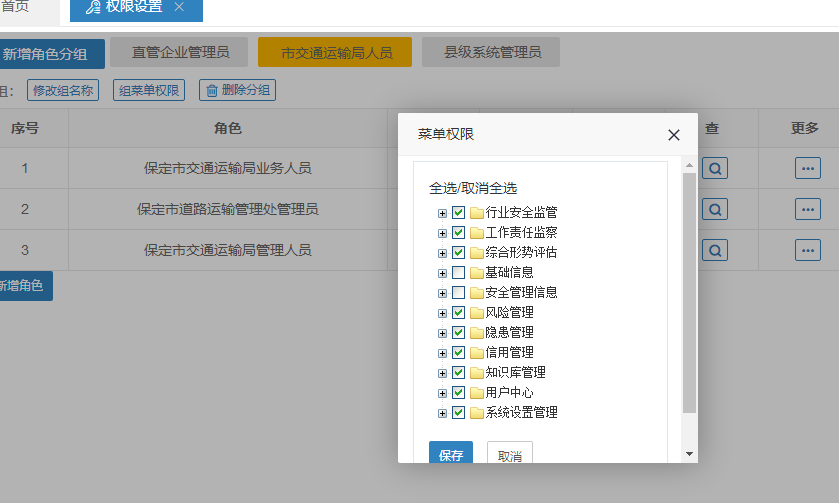 首页 权限设置
新增角色分组 直管企业管理员 市交通运输局人员 县级系统管理员
组： 修改组名称 组菜单权限 删除分组
序号 角色 查 更多
1 保定市交通运输局业务人员
2 保定市道路运输管理处管理员
3 保定市交通运输局管理人员
新增角色
菜单权限
全选/取消全选
行业安全监管
工作责任监察
综合形势评估
基础信息
安全管理信息
风险管理
隐患管理
信用管理
知识库管理
用户中心
系统设置管理
保存 取消